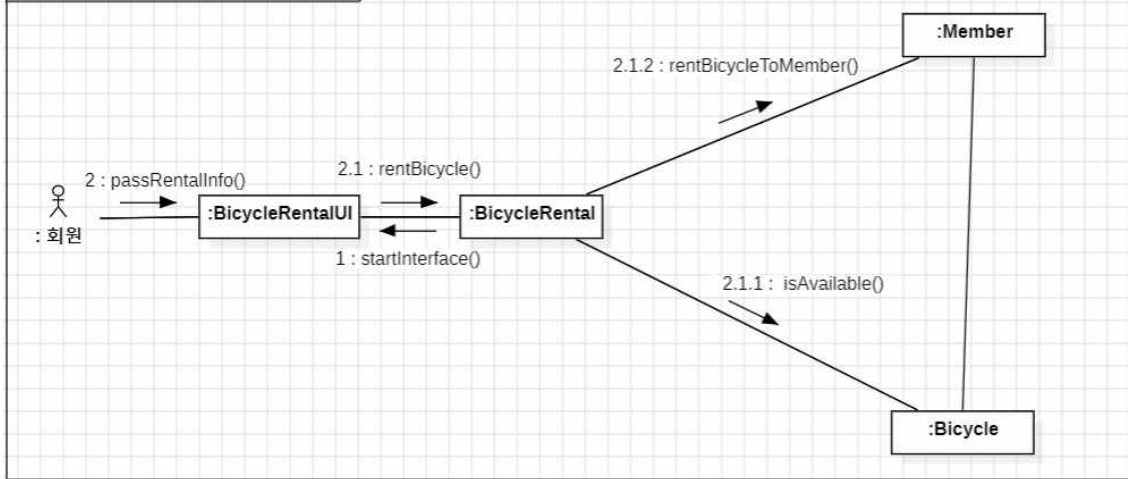 :Member
2.1.2 : rentBicycleToMember()
2.1 : rentBicycle()
2 : passRentalInfo()
:BicycleRentalUI
:BicycleRental
: 회원
1 : startInterface()
2.1.1 : isAvailable()
:Bicycle